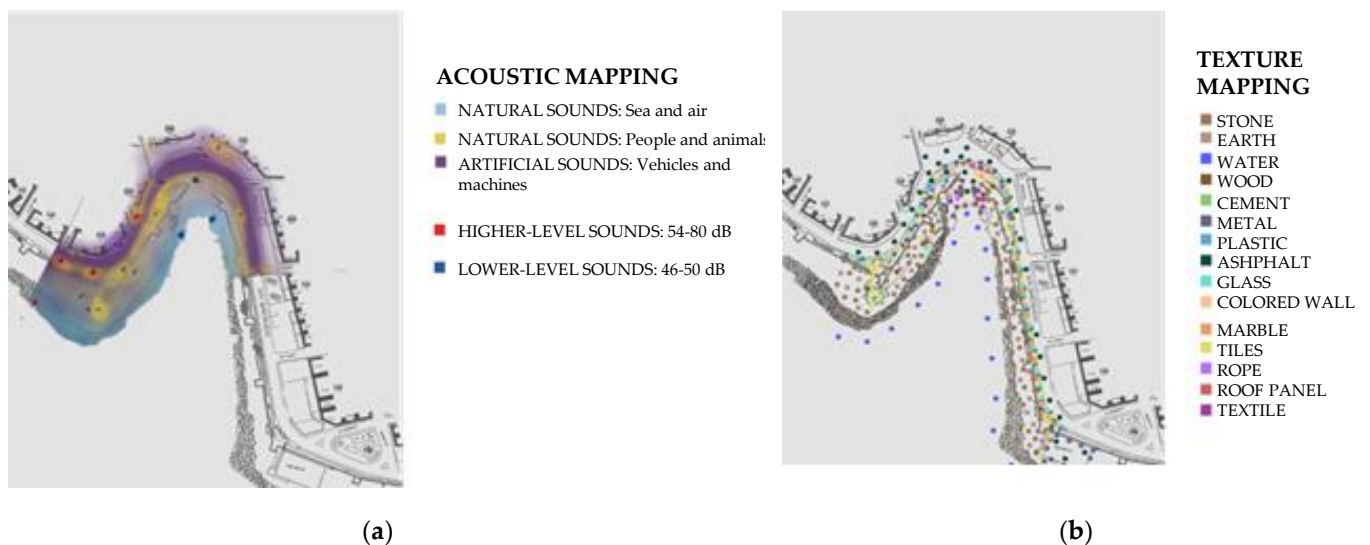 ACOUSTIC MAPPING
NATURAL SOUNDS: Sea and air
NATURAL SOUNDS: People and animals
ARTIFICIAL SOUNDS: Vehicles and
machines
HIGHER-LEVEL SOUNDS: 54-80 dB
LOWER-LEVEL SOUNDS: 46-50 dB
(a)
TEXTURE
MAPPING
STONE
EARTH
WATER
WOOD
CEMENT
METAL
PLASTIC
ASHPHALT
GLASS
COLORED WALL
MARBLE
TILES
ROPE
ROOF PANEL
TEXTILE
(b)